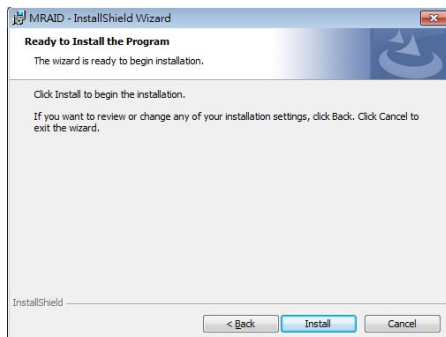 MRAID - InstallShield Wizard
Ready to Install the Program
The wizard is ready to begin installation.
Click Install to begin the installation.
If you want to review or change any of your installation settings, click Back. Click Cancel to
exit the wizard.
InstallShield
< Back
Install
Cancel